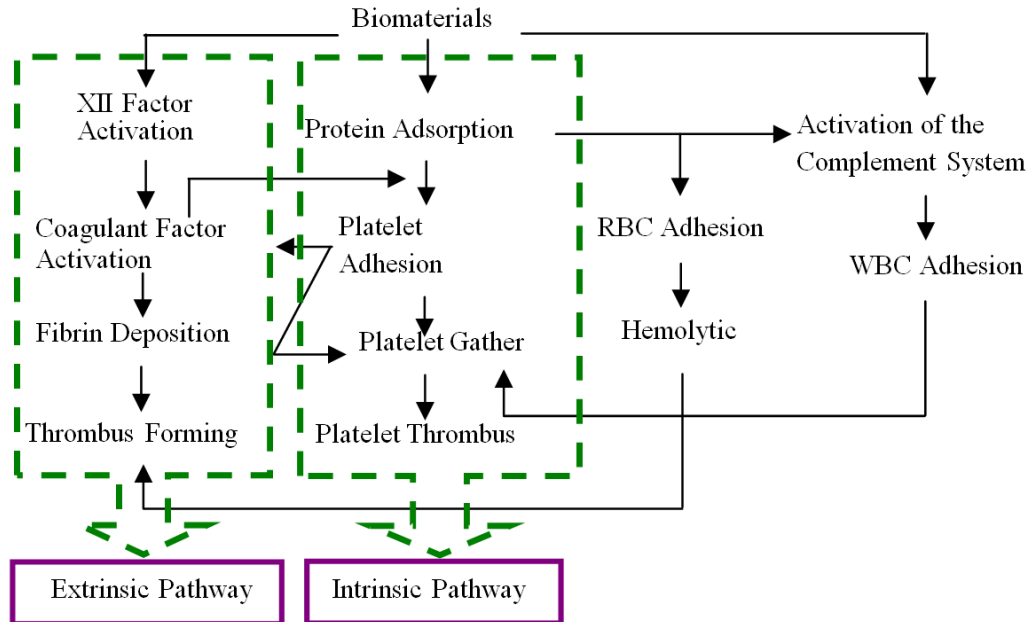 Biomaterials
XII Factor
Activation
Coagulant Factor
Activation
Fibrin Deposition
Thrombus Forming
Protein Adsorption
Platelet
Adhesion
Platelet Gather
Platelet Thrombus
RBC Adhesion
Hemolytic
Activation of the
Complement System
WBC Adhesion
Extrinsic Pathway
Intrinsic Pathway